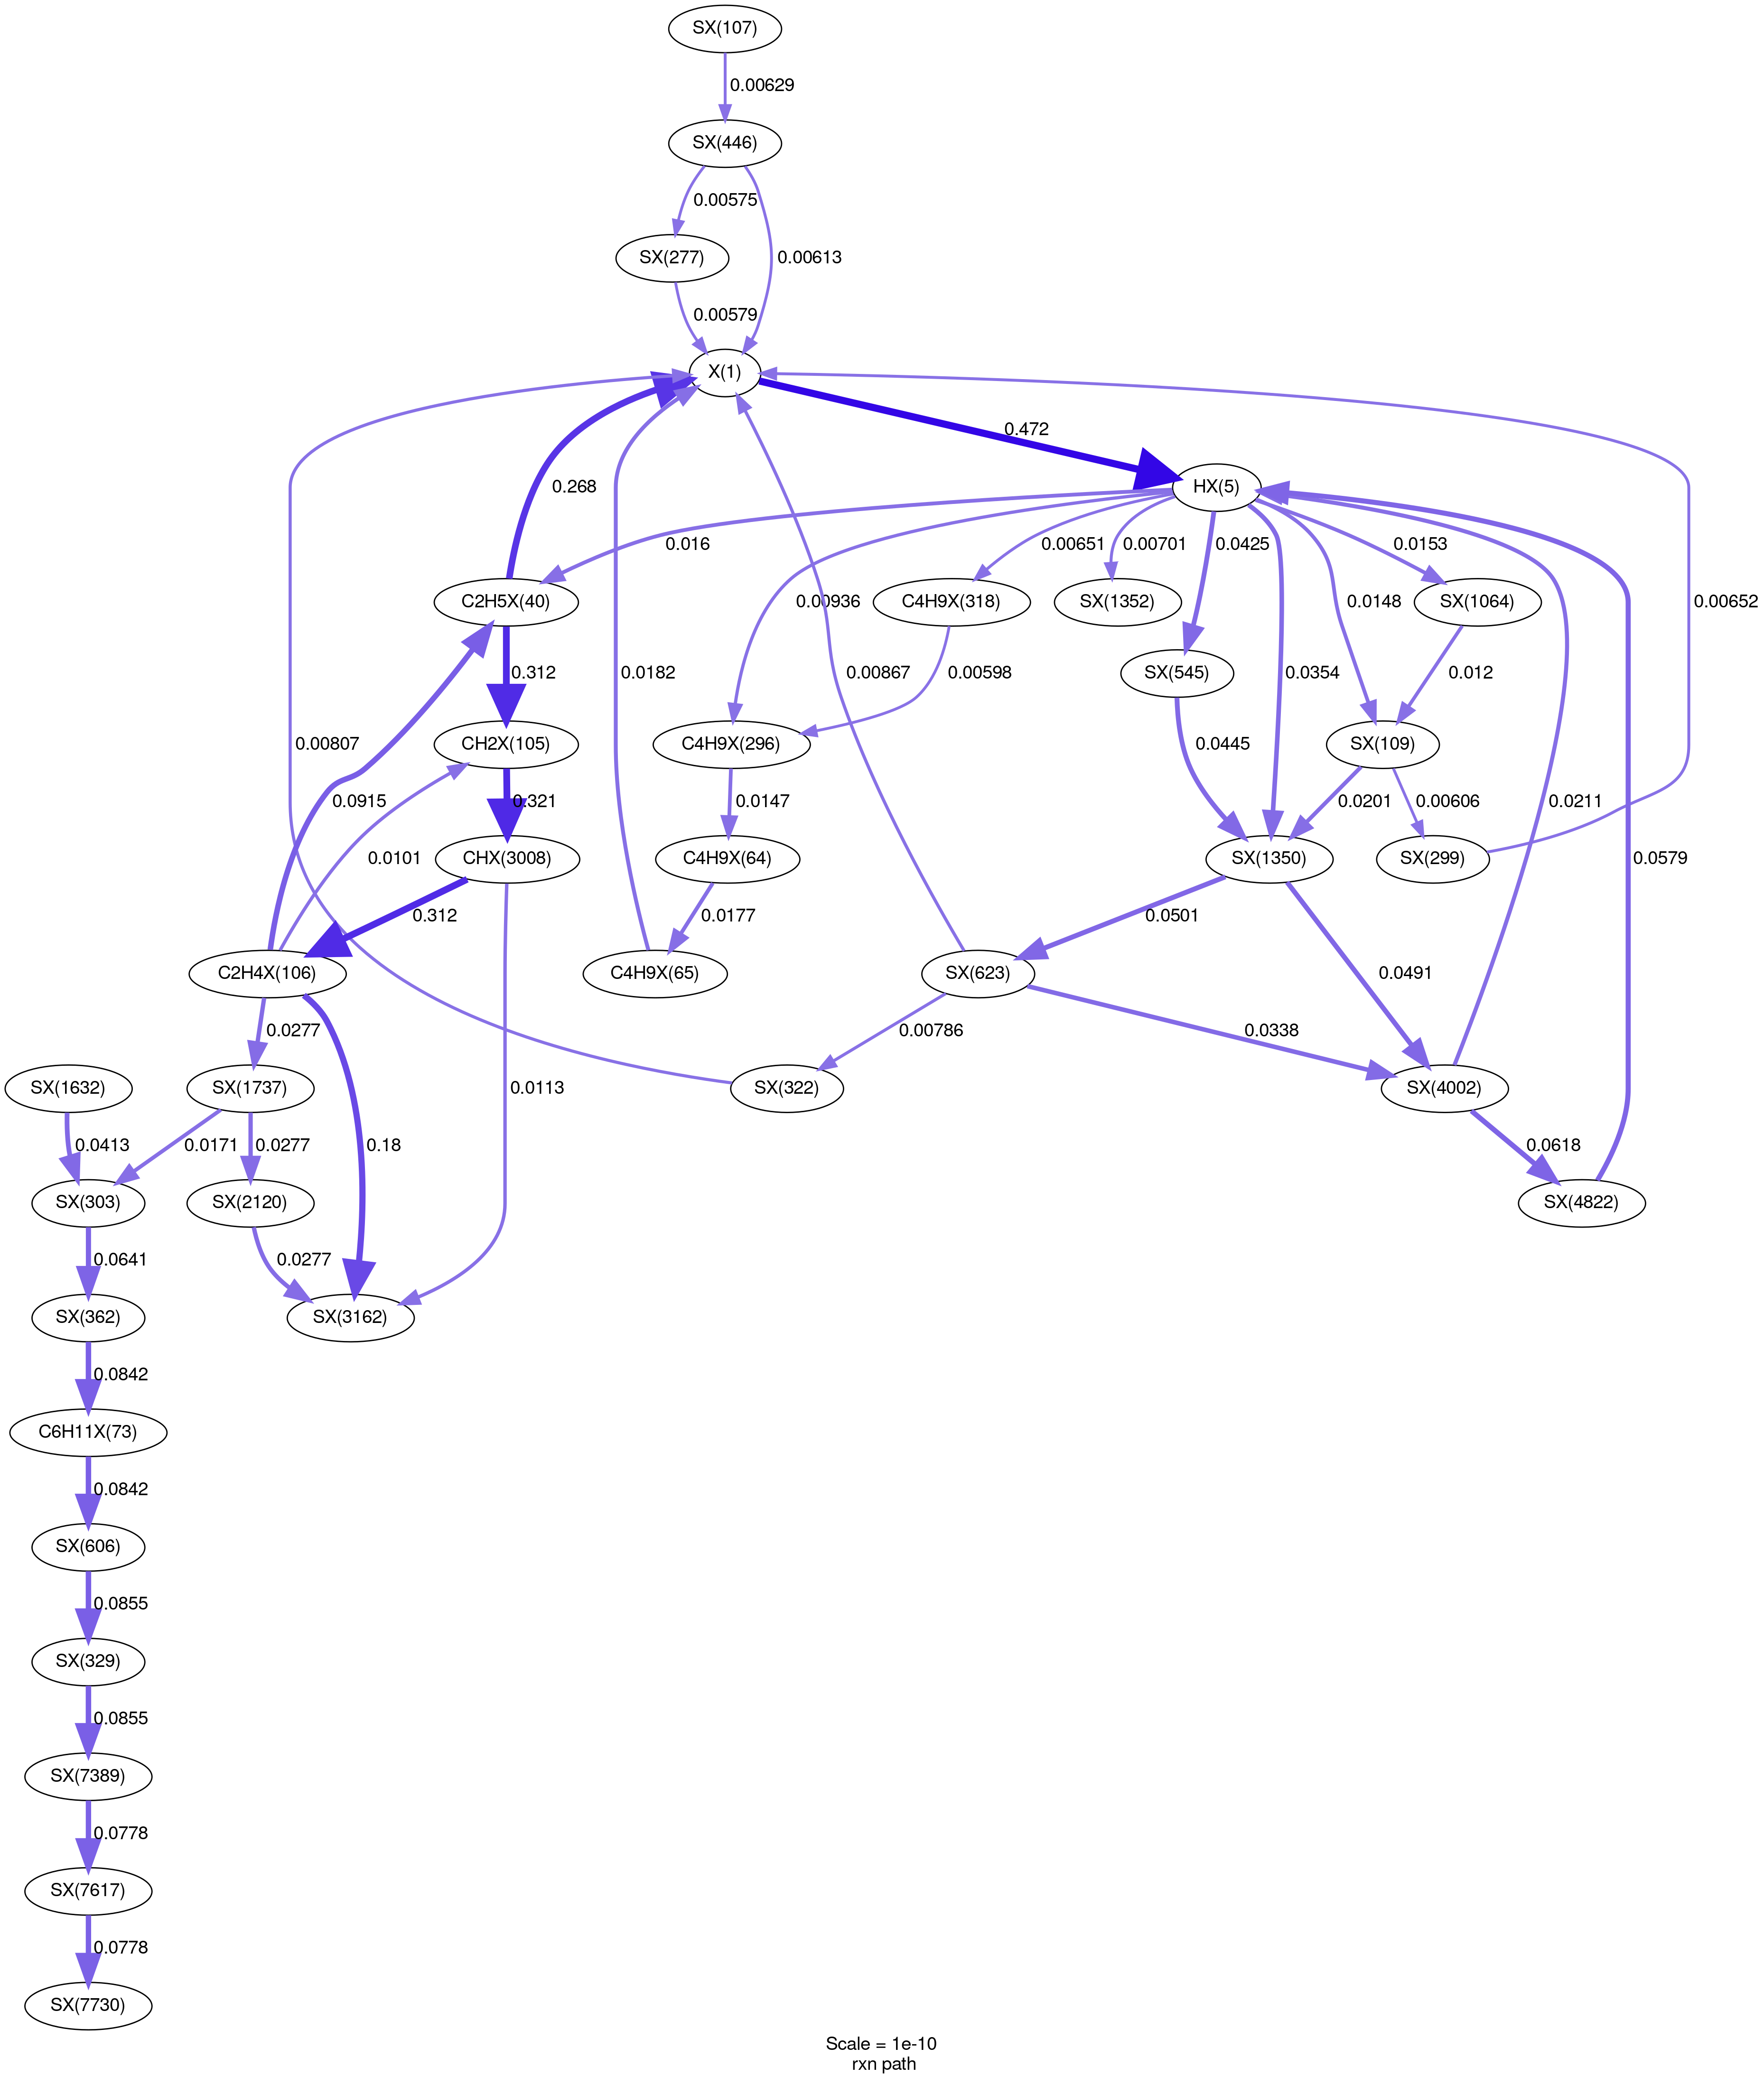 SX(107)
0.00629
SX(446)
0.00575
SX(277)
0.00613
0.00579
X(1)
0.472
0.268
HX(5)
0.016
0.00651
0.00701
0.0425
0.0153
C2H5X(40)
0.00936
C4H9X(318)
SX(1352)
0.0354
0.0148
SX(1064)
0.00652
0.312
0.0182
0.00867
0.00598
SX(545)
0.012
0.00807
CH2X(105)
C4H9X(296)
0.0445
SX(109)
0.0915
0.0101
0.321
0.0147
0.0201
0.00606
0.0211
0.0579
CHX(3008)
C4H9X(64)
SX(1350)
SX(299)
0.312
0.0177
0.0501
C2H4X(106)
C4H9X(65)
SX(623)
0.0491
0.0277
0.00786
0.0338
SX(1632)
SX(1737)
0.0113
SX(322)
SX(4002)
0.0413
0.0171
0.0277
0.18
0.0618
SX(303)
SX(2120)
SX(4822)
0.0641
0.0277
SX(362)
SX(3162)
0.0842
C6H11X(73)
0.0842
SX(606)
0.0855
SX(329)
0.0855
SX(7389)
0.0778
SX(7617)
0.0778
SX(7730)
Scale = 1e-10
rxn path